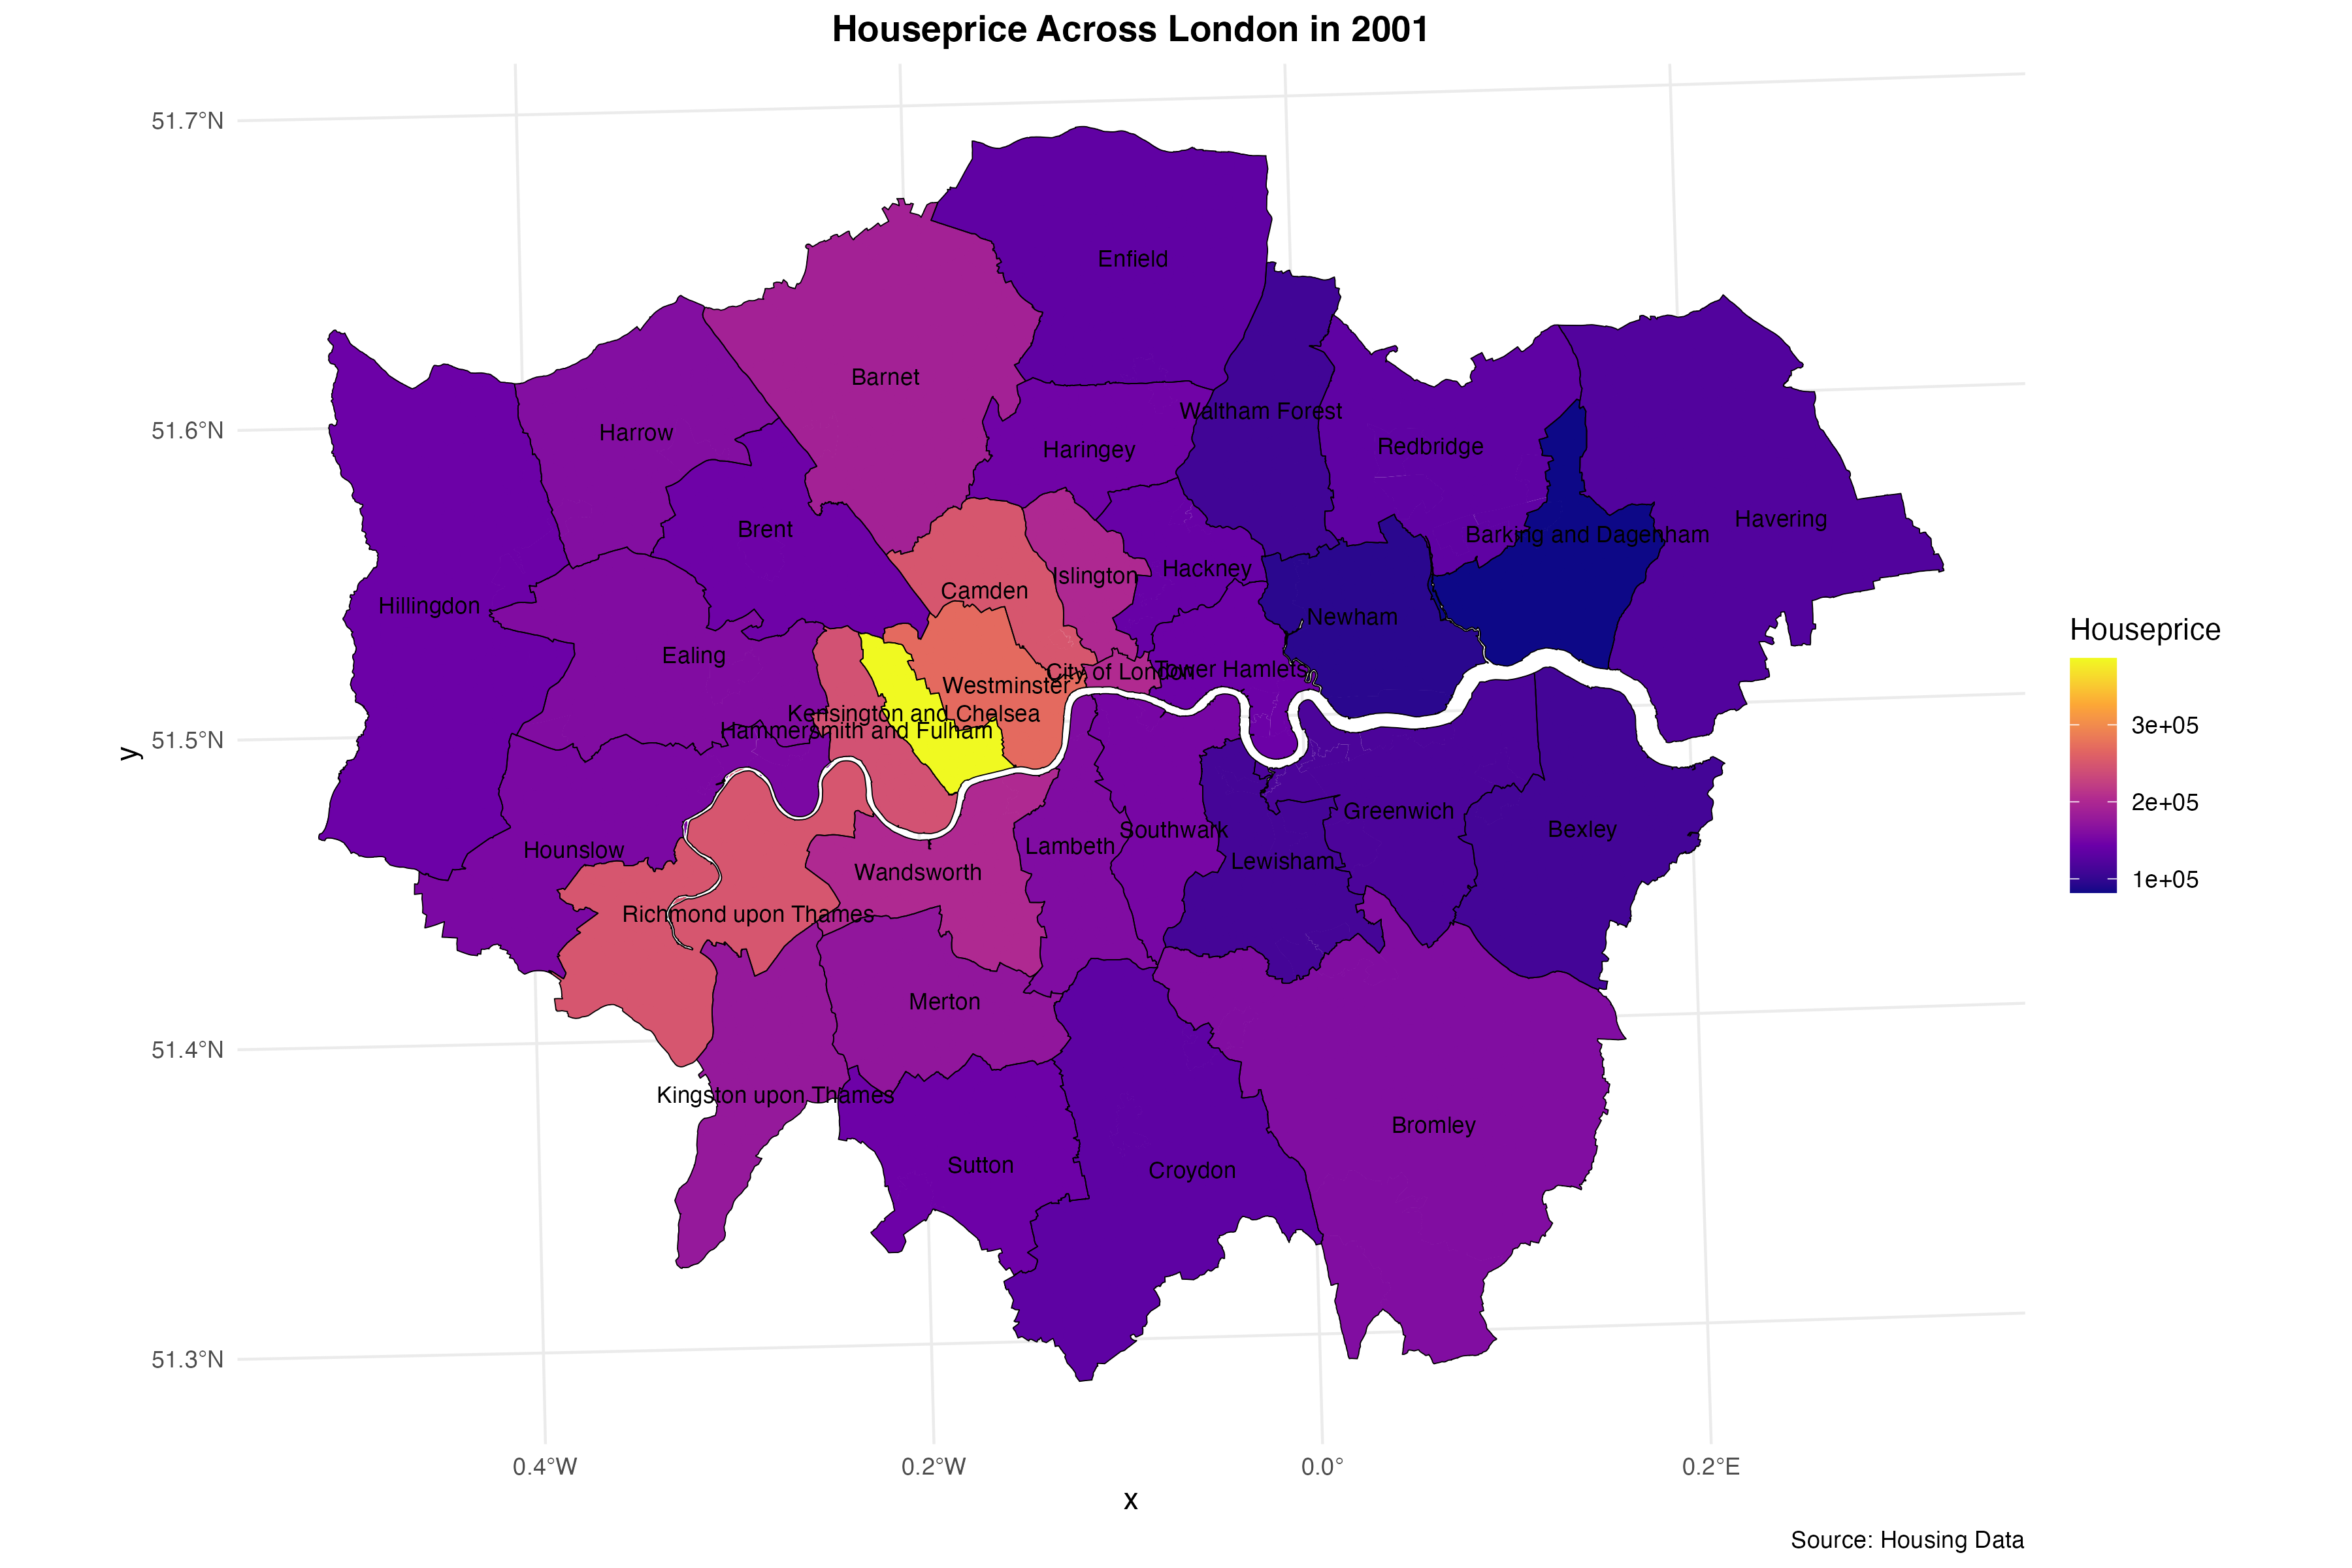 Houseprice Across London in 2001
51.7°N
51.6°N
51.5°N
51.4°N
51.3°N
y
Enfield
Barnet
Waltham Forest
Harrow
Redbridge
Haringey
Havering
Brent
Barking and Dagenham
Hackney
Islington
Camden
Hillingdon
Newham
Ealing
Tower Hamlets
City of London
Westminster
Kensington and Chelsea
Hammersmith and Fulham
Greenwich
Bexley
Southwark
Lambeth
Hounslow
Lewisham
Wandsworth
Richmond upon Thames
Merton
Kingston upon Thames
Bromley
Sutton
Croydon
0.4°W
0.2°W
0.0°
0.2°E
x
Houseprice
3e+05
2e+05
1e+05
Source: Housing Data